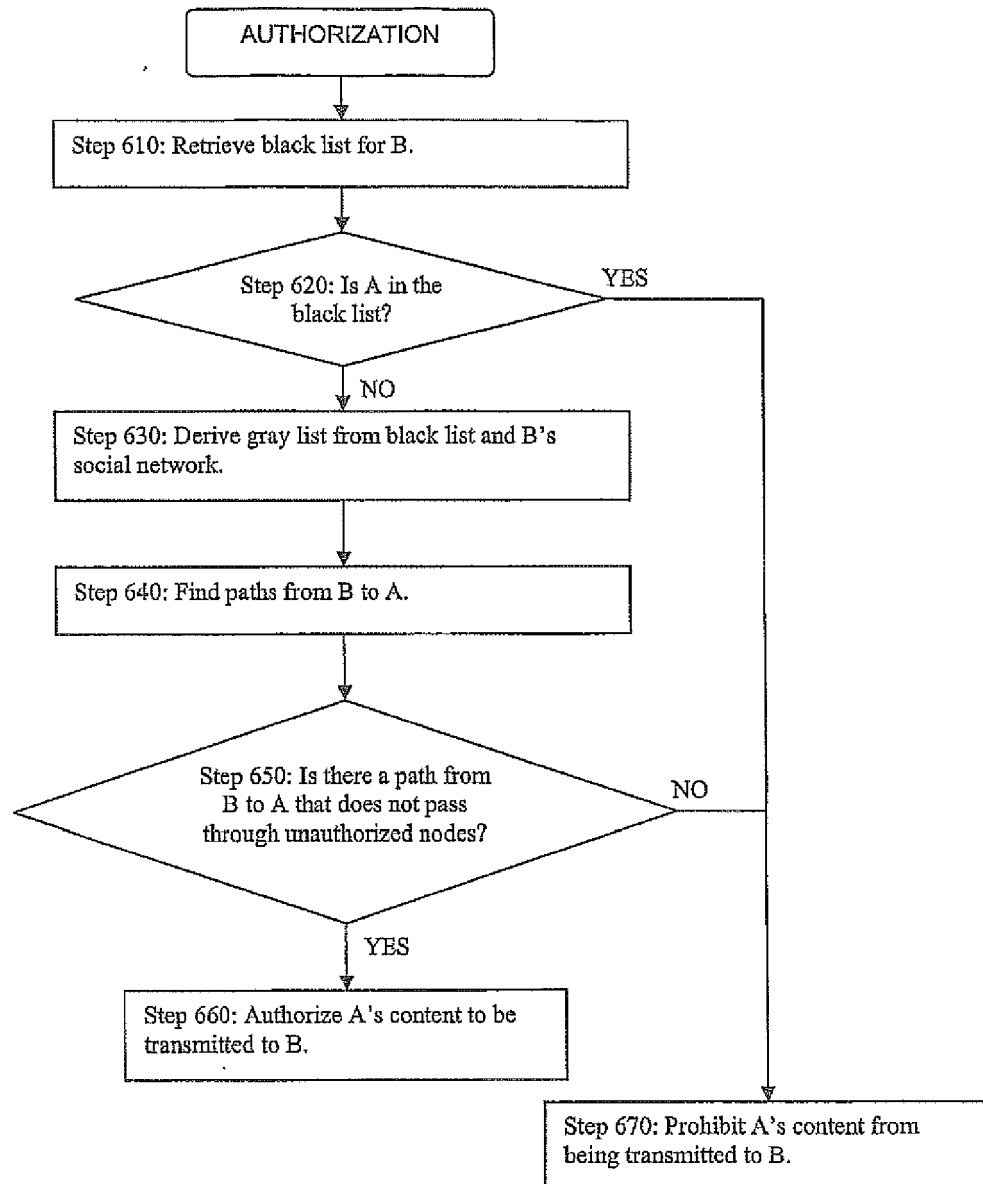 AUTHORIZATION
Step 610: Retrieve black list for B.
Step 620: Is A in the
black list?
YES
NO
Step 630: Derive gray list from black list and B's
social network.
Step 640: Find paths from B to A.
Step 650: Is there a path from
B to A that does not pass
through unauthorized nodes?
NO
YES
Step 660: Authorize A's content to be
transmitted to B.
Step 670: Prohibit A's content from
being transmitted to B.